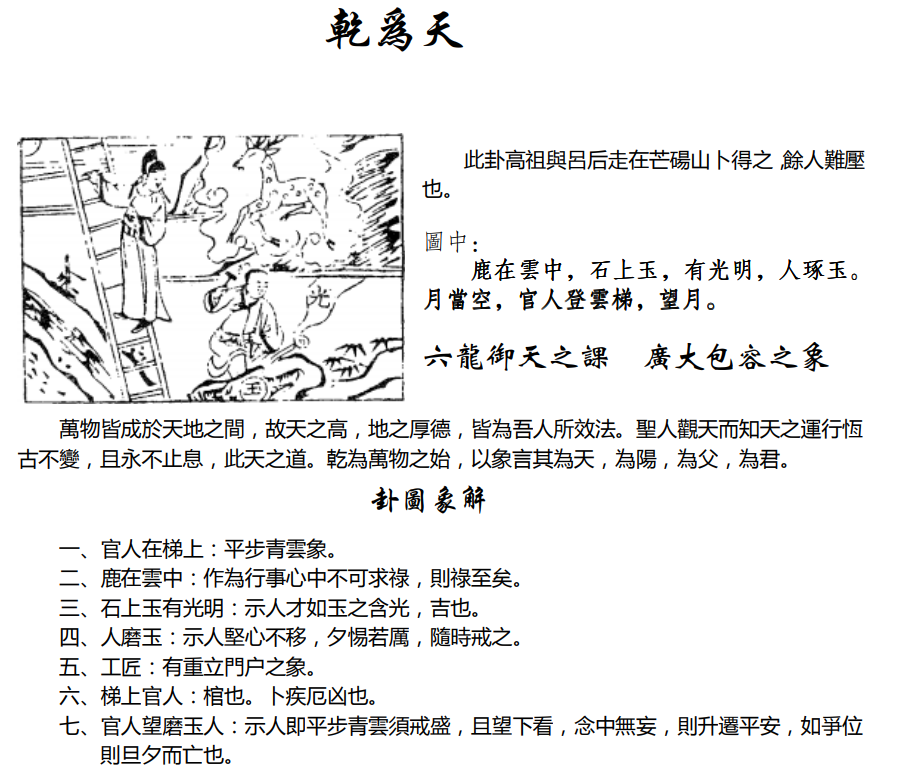 乾為天
此卦高祖與呂后走在芒碭山卜得之，餘人難壓
也。
圖中：
鹿在雲中，石上玉，有光明，人琢玉。
月當空，官人登雲梯，望月。
光
玉
六龍御天之課　廣大包容之象
萬物皆成於天地之間，故天之高，地之厚德，皆為吾人所效法。聖人觀天而知天之運行恆
古不變，且永不止息，此天之道。乾為萬物之始，以象言其為天，為陽，為父，為君。
卦圖象解
一、官人在梯上：平步青雲象。
二、鹿在雲中：作為行事心中不可求祿，則祿至矣。
三、石上玉有光明：示人才如玉之含光，吉也。
四、人磨玉：示人堅心不移，夕惕若厲，隨時戒之。
五、工匠：有重立門户之象。
六、梯上官人：棺也。卜疾厄凶也。
七、官人望磨玉人：示人即平步青雲須戒盛，且望下看，念中無妄，則升遷平安，如爭位
則旦夕而亡也。